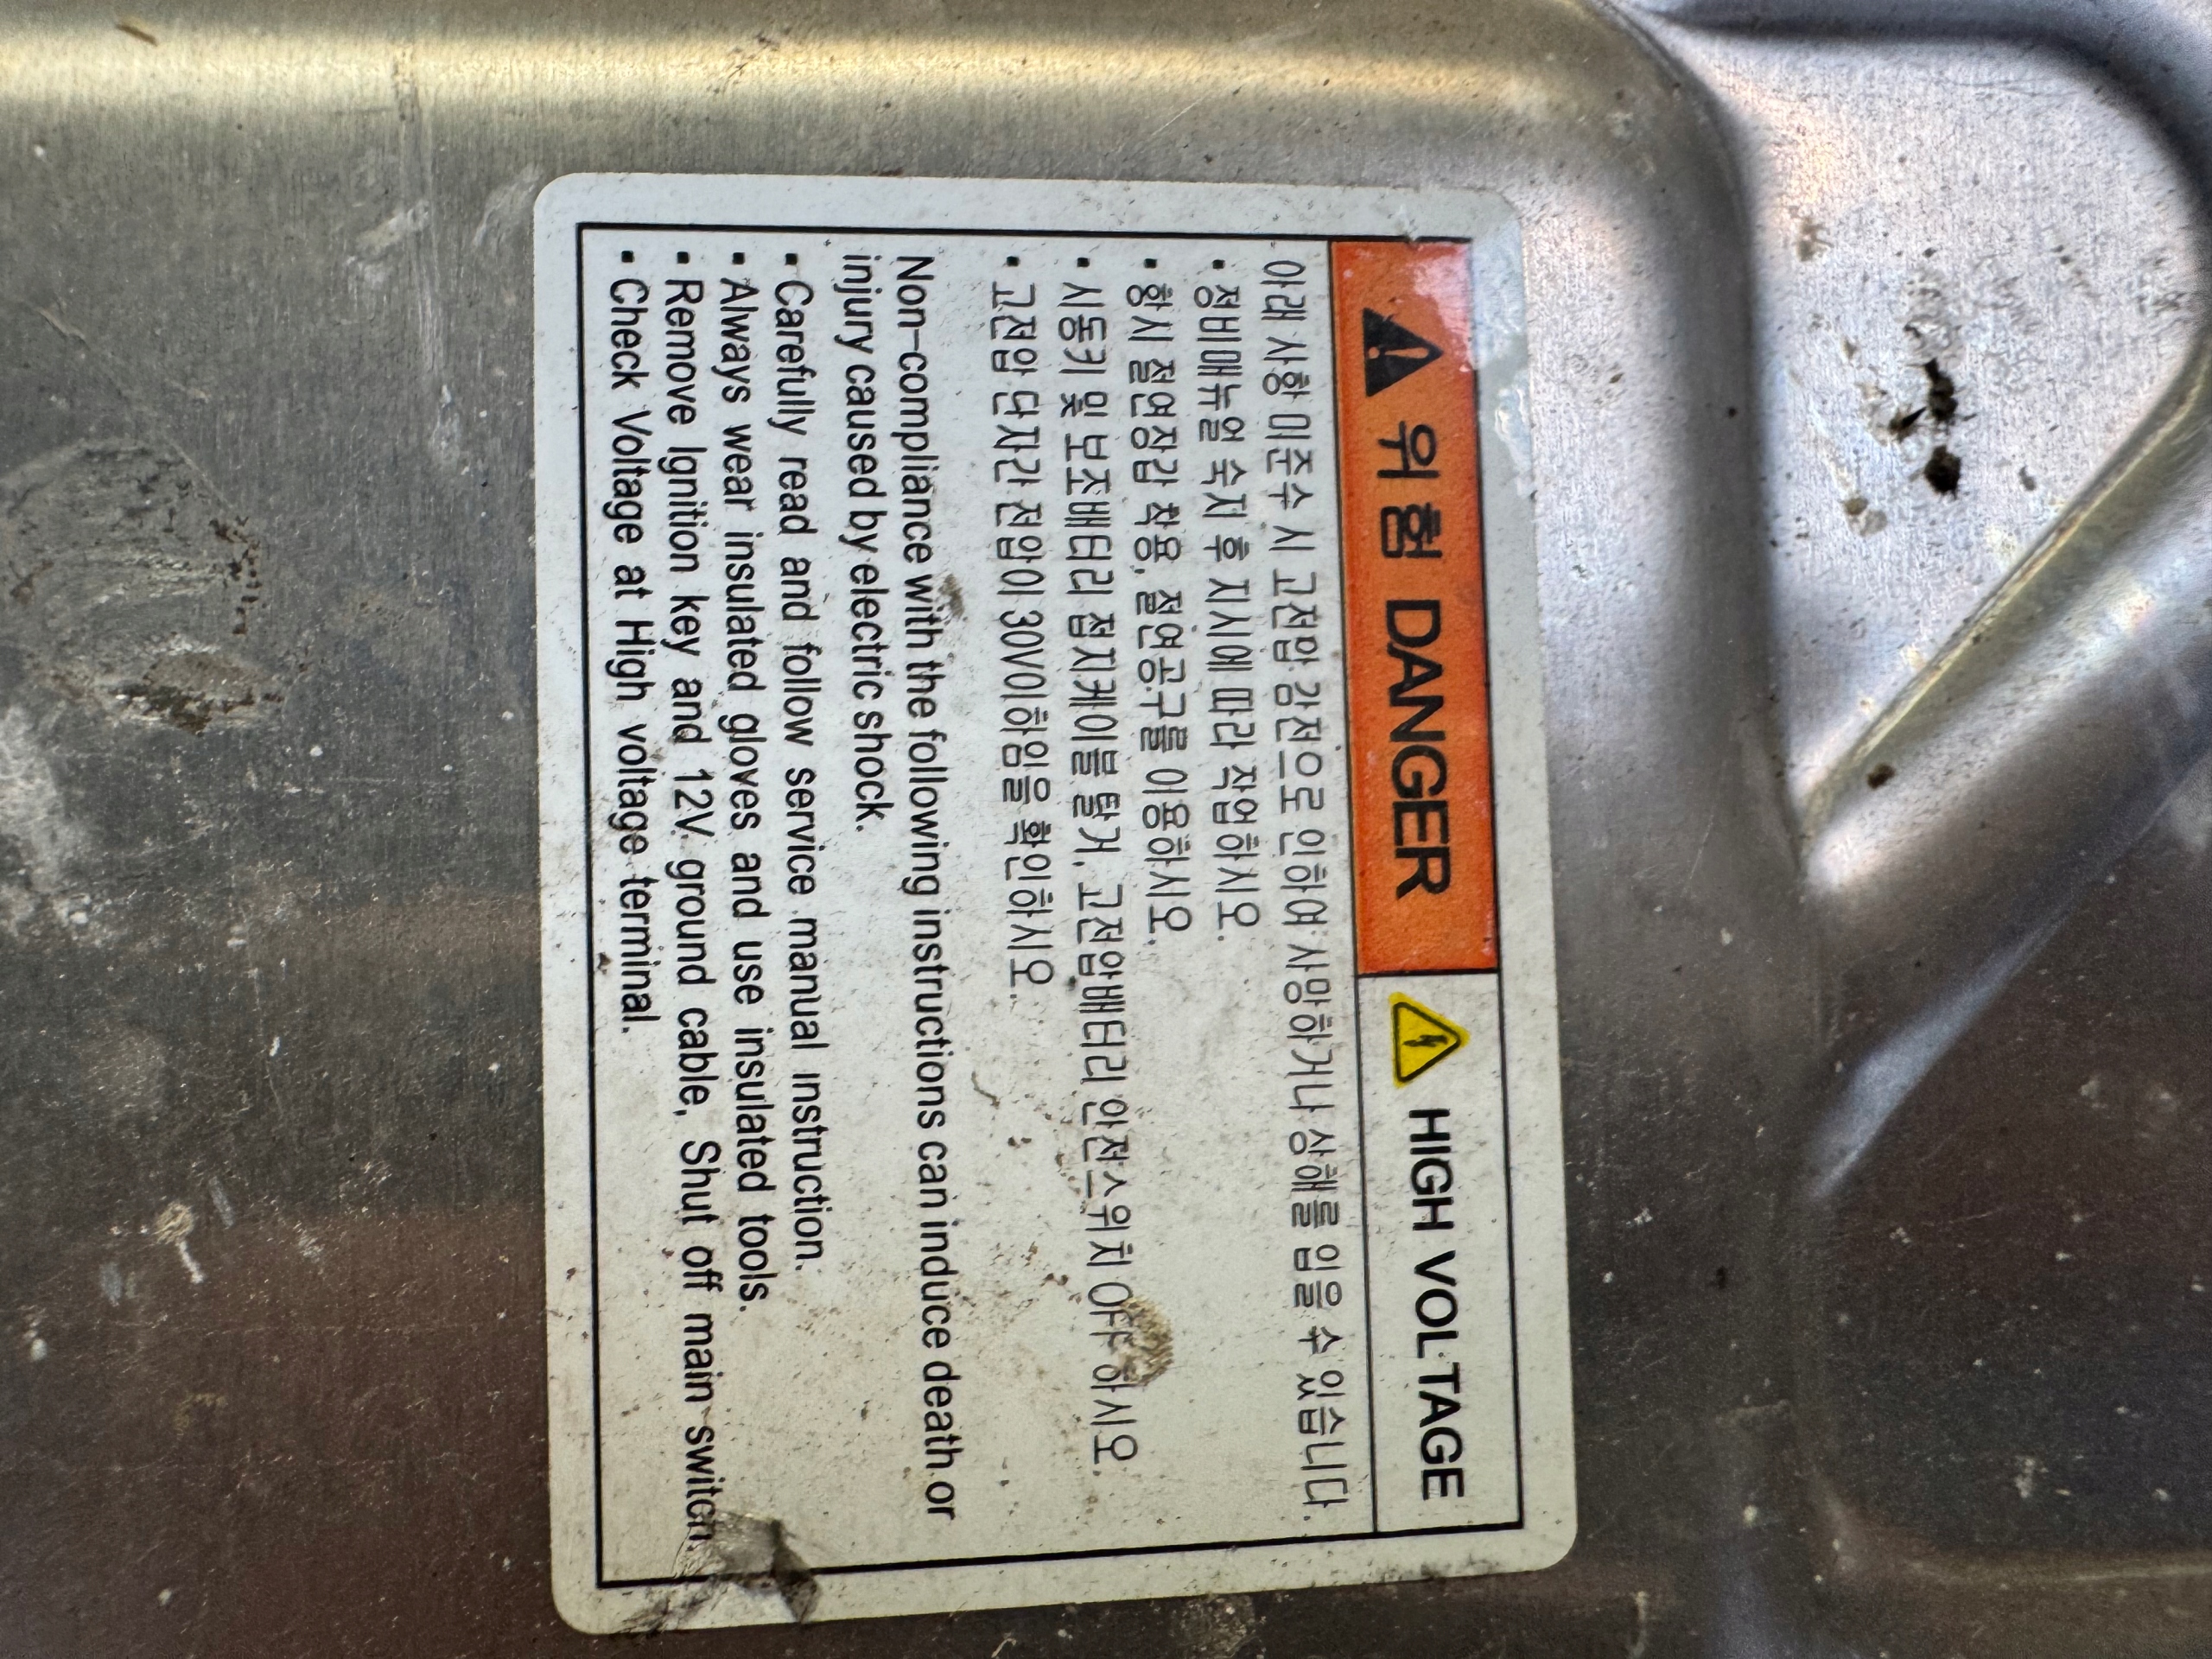 위험 DANGER HIGH VOLTAGE
아래 사항 미준수 시 고전압 감전으로 인하여 사망하거나 상해를 입을 수 있습니다.
• 정비매뉴얼 숙지 후 지시에 따라 작업하시오.
• 항시 절연장갑 착용, 절연공구를 이용하시오.
• 시동키 및 보조배터리 접지케이블 탈거, 고전압배터리 안전스위치 OFF 하시오.
• 고전압 단자간 전압이 30V이하임을 확인하시오.
Non-compliance with the following instructions can induce death or
injury caused by electric shock.
• Carefully read and follow service manual instruction.
• Always wear insulated gloves and use insulated tools.
• Remove Ignition key and 12V ground cable, Shut off main switch.
• Check Voltage at High voltage terminal.